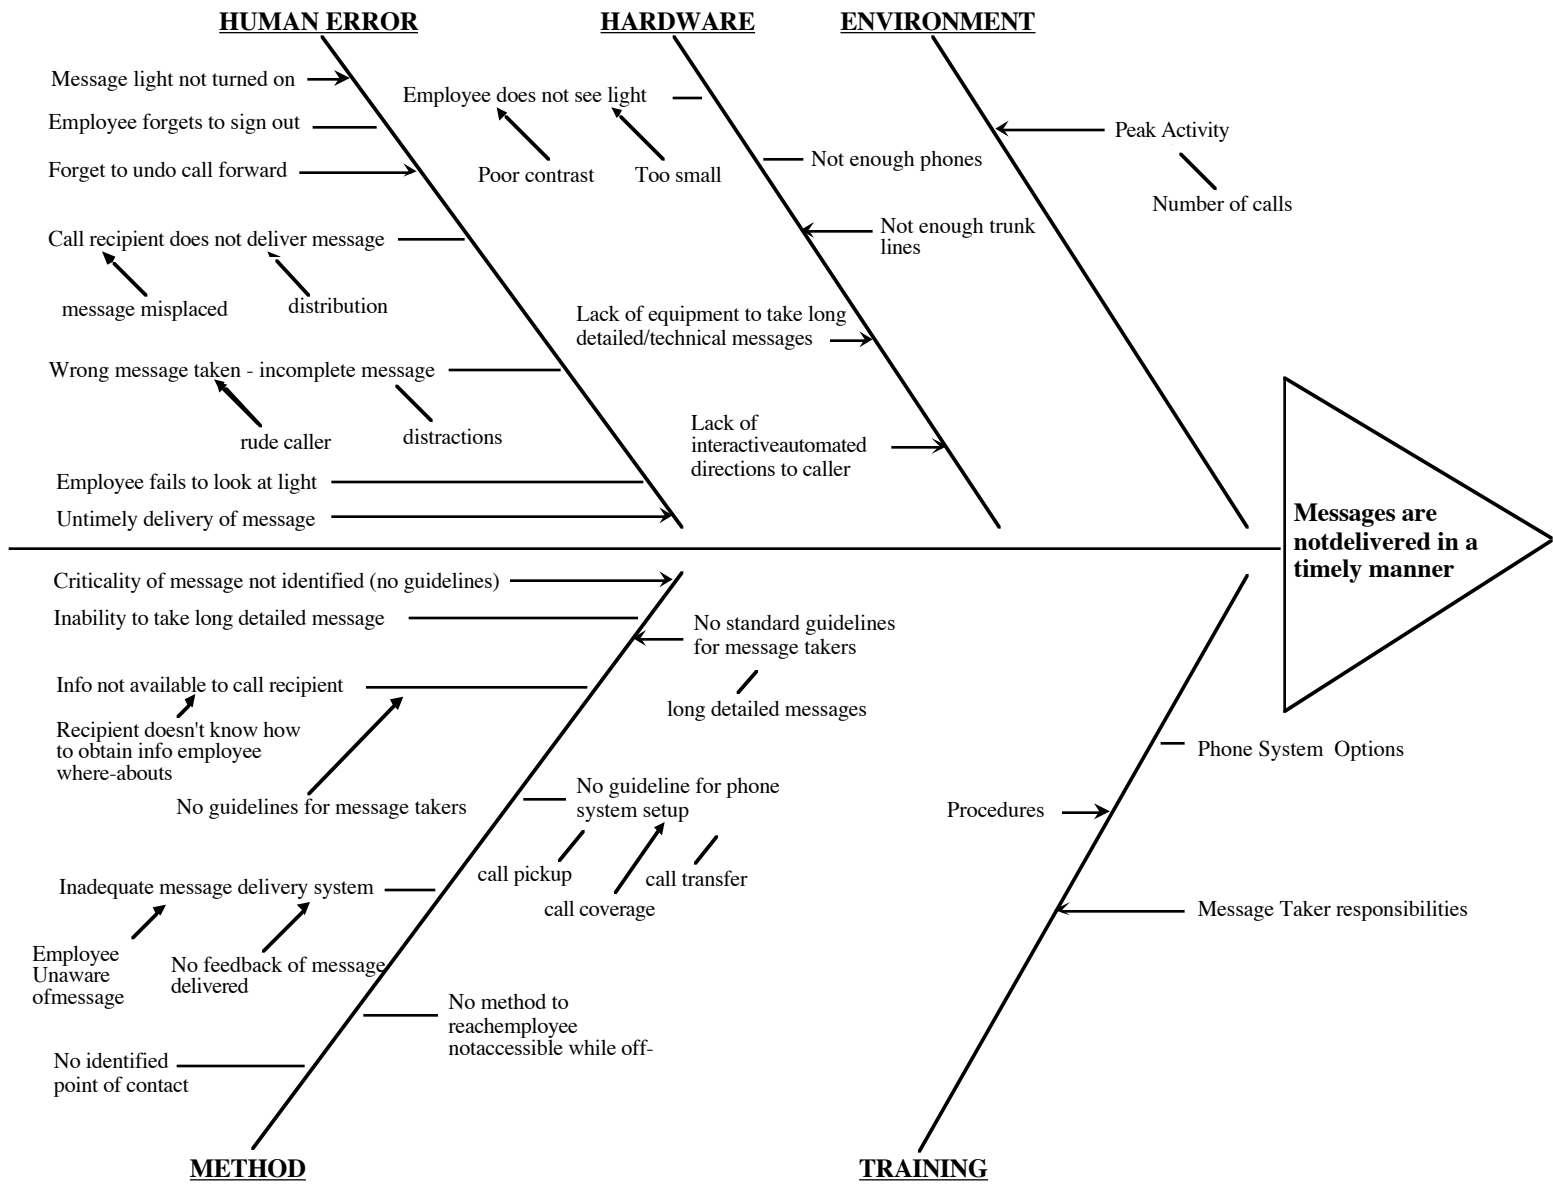 HUMAN ERROR
HARDWARE
ENVIRONMENT
Message light not turned on
Employee forgets to sign out
Forget to undo call forward
Call recipient does not deliver message
message misplaced
distribution
Wrong message taken - incomplete message
rude caller
distractions
Employee fails to look at light
Untimely delivery of message
Employee does not see light
Poor contrast
Too small
Not enough phones
Not enough trunk
lines
Lack of equipment to take long
detailed/technical messages
Lack of
interactiveautomated
directions to caller
Peak Activity
Number of calls
Messages are
notdelivered in a
timely manner
Criticality of message not identified (no guidelines)
Inability to take long detailed message
No standard guidelines
for message takers
long detailed messages
Info not available to call recipient
Recipient doesn't know how
to obtain info employee
where-abouts
No guidelines for message takers
No guideline for phone
system setup
call pickup
call coverage
call transfer
Inadequate message delivery system
Employee
Unaware
ofmessage
No feedback of message
delivered
No method to
reachemployee
notaccessible while off-
No identified
point of contact
Phone System  Options
Procedures
Message Taker responsibilities
METHOD
TRAINING